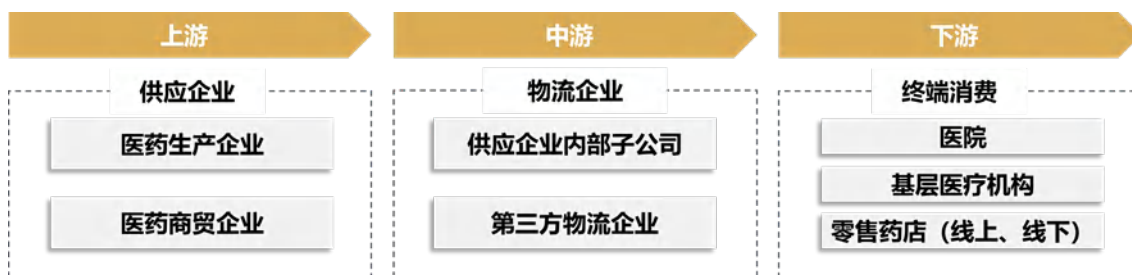 上游
供应企业
医药生产企业
医药商贸企业
中游
物流企业
供应企业内部子公司
第三方物流企业
下游
终端消费
医院
基层医疗机构
零售药店（线上、线下）